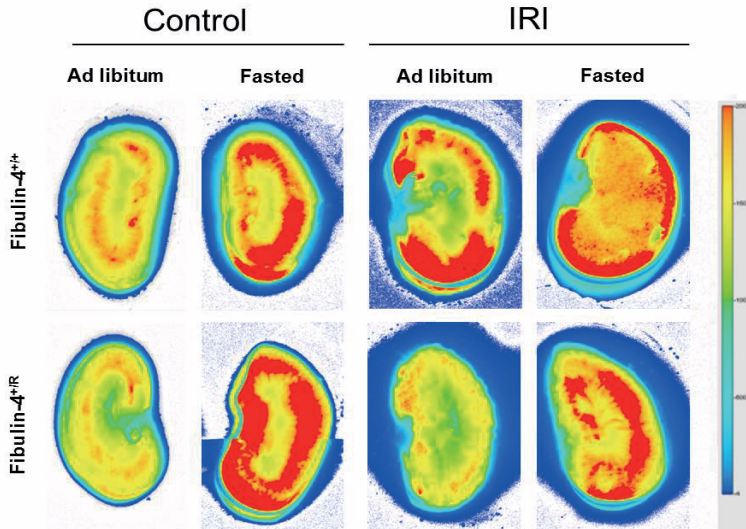 Control
IRI
Ad libitum
Fasted
Ad libitum
Fasted
Fibulin-4+/+
Fibulin-4+/R